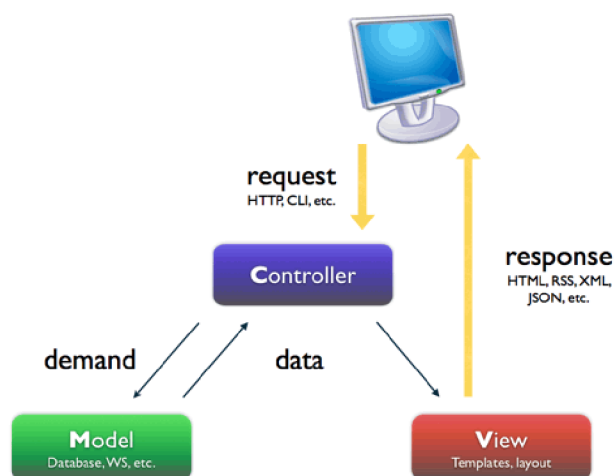 request
HTTP, CLI, etc.
response
HTML, RSS, XML,
JSON, etc.
Controller
demand
data
Model
Database, WS, etc.
View
Templates, layout